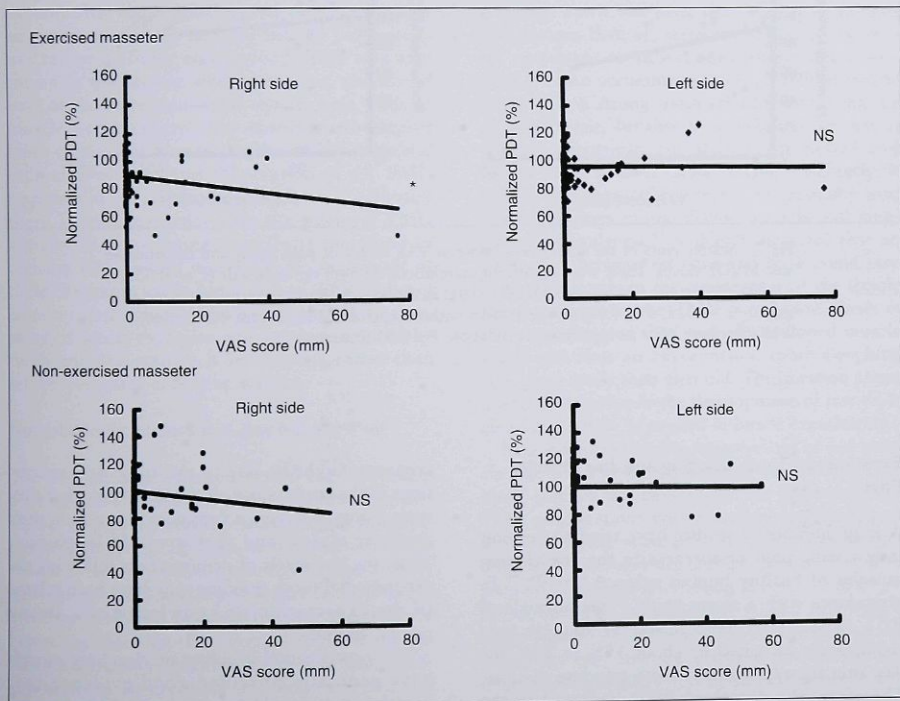 Exercised masseter
Right side
Normalized PDT (%)
160
140
120
100
80
60
40
20
0
*
0 20 40 60 80
VAS score (mm)
Left side
Normalized PDT (%)
160
140
120
100
80
60
40
20
0
NS
0 20 40 60 80
VAS score (mm)
Non-exercised masseter
Right side
Normalized PDT (%)
160
140
120
100
80
60
40
20
0
NS
0 20 40 60 80
VAS score (mm)
Left side
Normalized PDT (%)
160
140
120
100
80
60
40
20
0
NS
0 20 40 60 80
VAS score (mm)